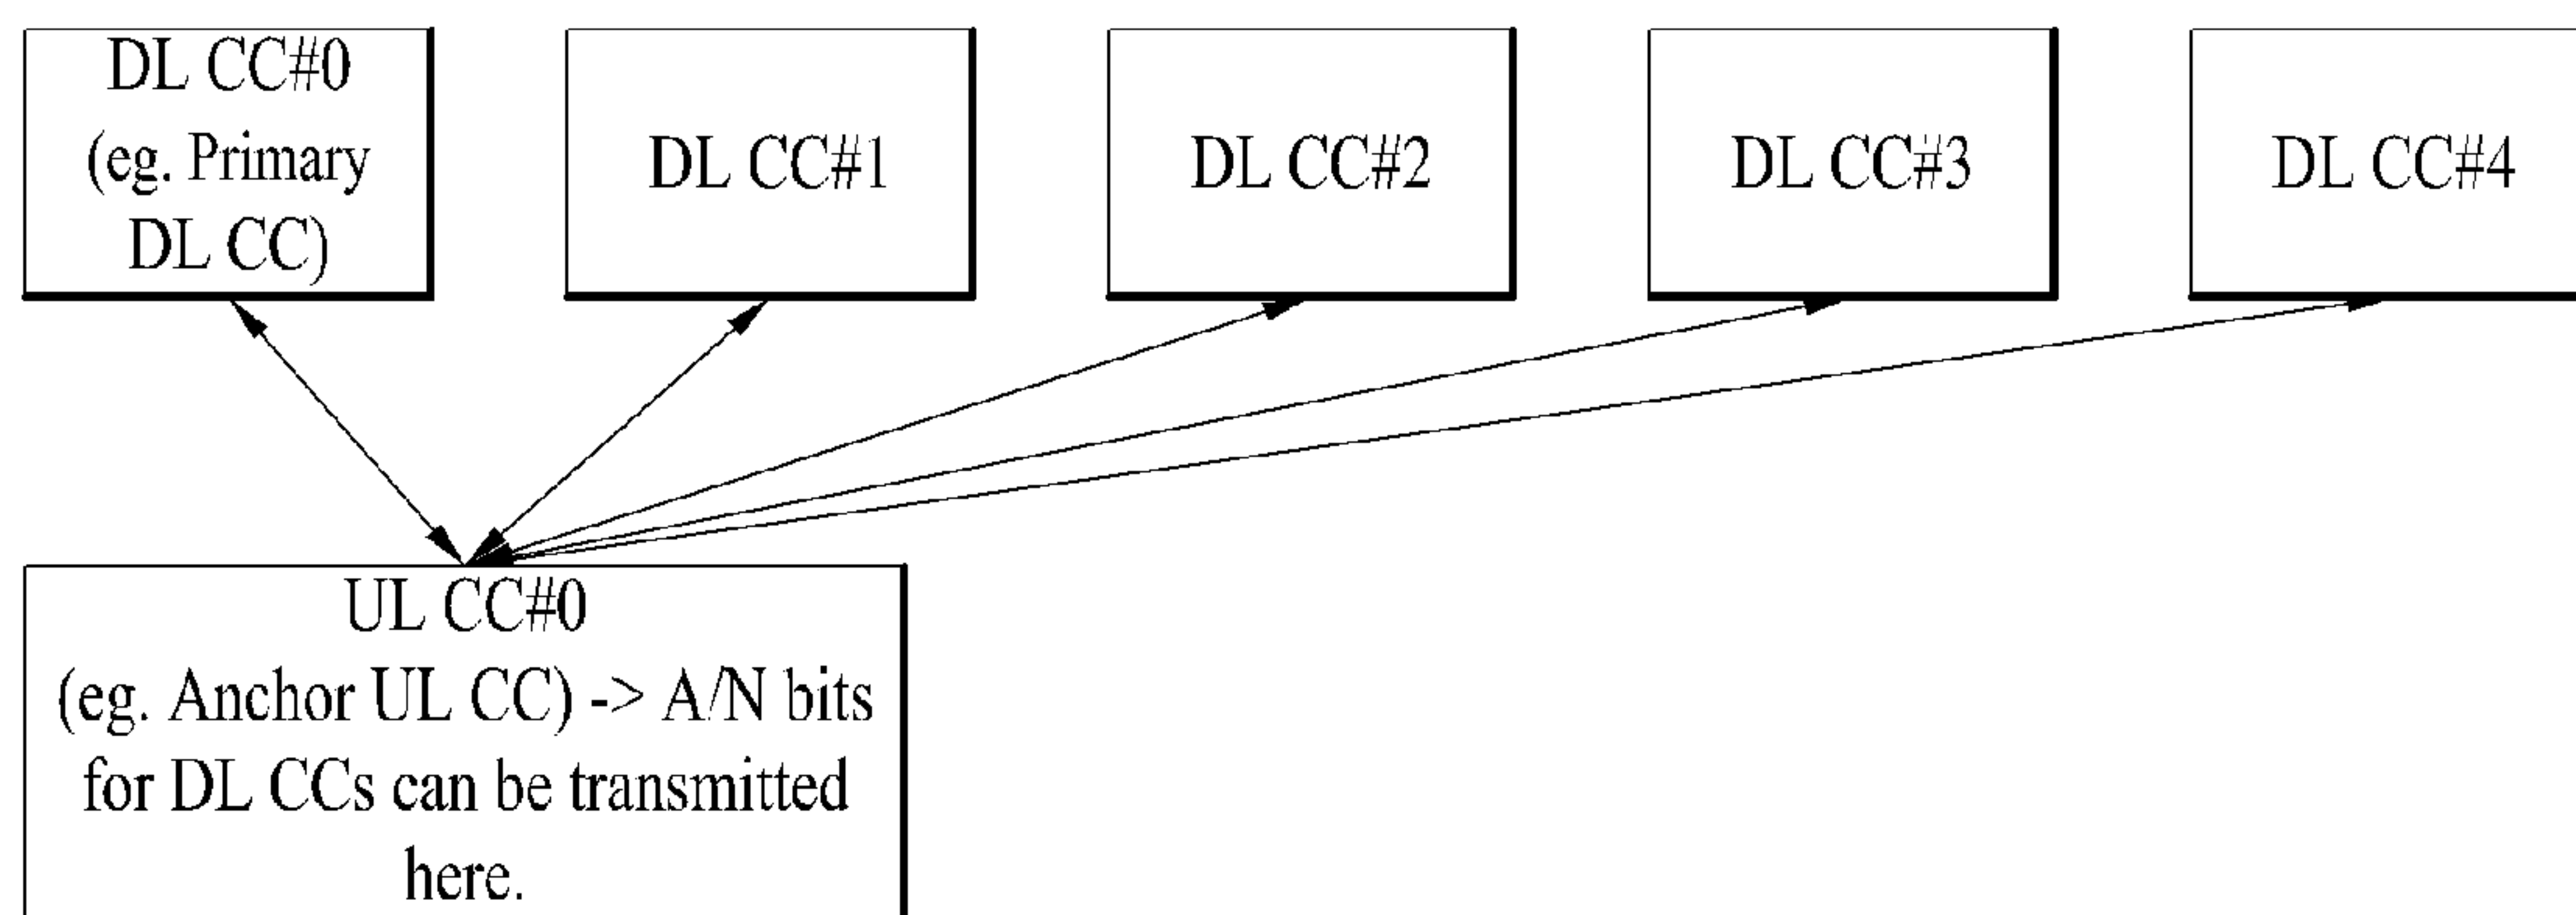 DL CC#0
(eg. Primary
DL CC)
DL CC#1
DL CC#2
DL CC#3
DL CC#4
UL CC#0
(eg. Anchor UL CC) -> A/N bits
for DL CCs can be transmitted
here.